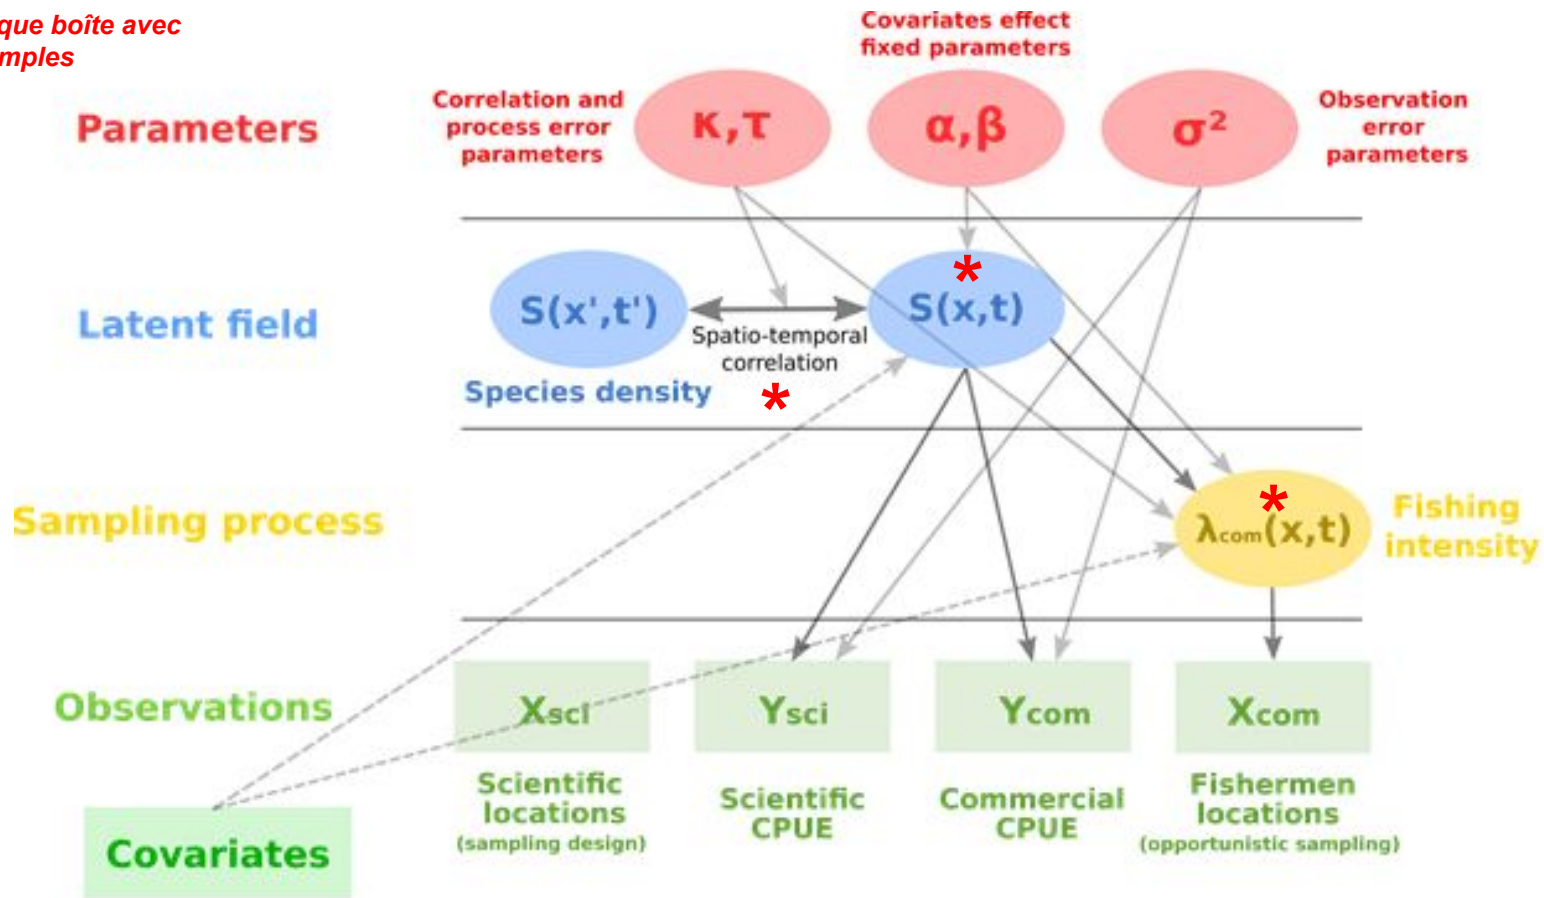 que boîte avec
mples
Covariates effect
fixed parameters
Parameters
Correlation and
process error
parameters
κ,τ
α,β
σ²
Observation
error
parameters
Latent field
S(x',t')
Spatio-temporal
correlation
*
S(x,t)
*
Species density
Sampling process
*
λcom(x,t)
Fishing
intensity
Observations
Xsci
Ysci
Ycom
Xcom
Scientific
locations
(sampling design)
Scientific
CPUE
Commercial
CPUE
Fishermen
locations
(opportunistic sampling)
Covariates